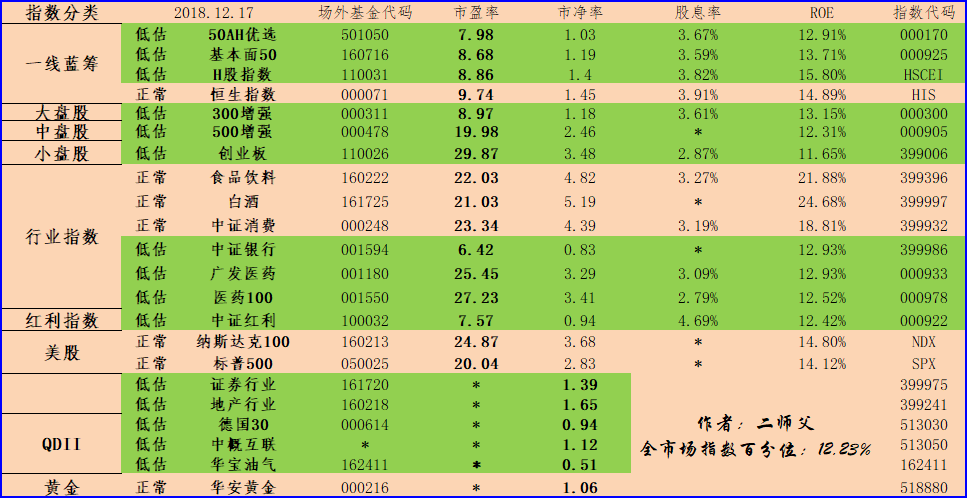 指数分类 2018.12.17 场外基金代码 市盈率 市净率 股息率 ROE 指数代码
一线蓝筹 低估 50AH优选 501050 7.98 1.03 3.67% 12.91% 000170
低估 基本面50 160716 8.68 1.19 3.59% 13.71% 000925
低估 H股指数 110031 8.86 1.4 3.82% 15.80% HSCEI
正常 恒生指数 000071 9.74 1.45 3.91% 14.89% HIS
大盘股 低估 300增强 000311 8.97 1.18 3.61% 13.15% 000300
中盘股 低估 500增强 000478 19.98 2.46 * 12.31% 000905
小盘股 低估 创业板 110026 29.87 3.48 2.87% 11.65% 399006
行业指数 正常 食品饮料 160222 22.03 4.82 3.27% 21.88% 399396
正常 白酒 161725 21.03 5.19 * 24.68% 399997
正常 中证消费 000248 23.34 4.39 3.19% 18.81% 399932
低估 中证银行 001594 6.42 0.83 * 12.93% 399986
低估 广发医药 001180 25.45 3.29 3.09% 12.93% 000933
低估 医药100 001550 27.23 3.41 2.79% 12.52% 000978
红利指数 低估 中证红利 100032 7.57 0.94 4.69% 12.42% 000922
美股 正常 纳斯达克100 160213 24.87 3.68 * 14.80% NDX
正常 标普500 050025 20.04 2.83 * 14.12% SPX
低估 证券行业 161720 * 1.39 399975
低估 地产行业 160218 * 1.65 399241
QDII 低估 德国30 000614 * 0.94 513030
低估 中概互联 * * 1.12 513050
低估 华宝油气 162411 * 0.51 162411
作者：二师父
全市场指数百分位：12.23%
黄金 正常 华安黄金 000216 * 1.06 518880